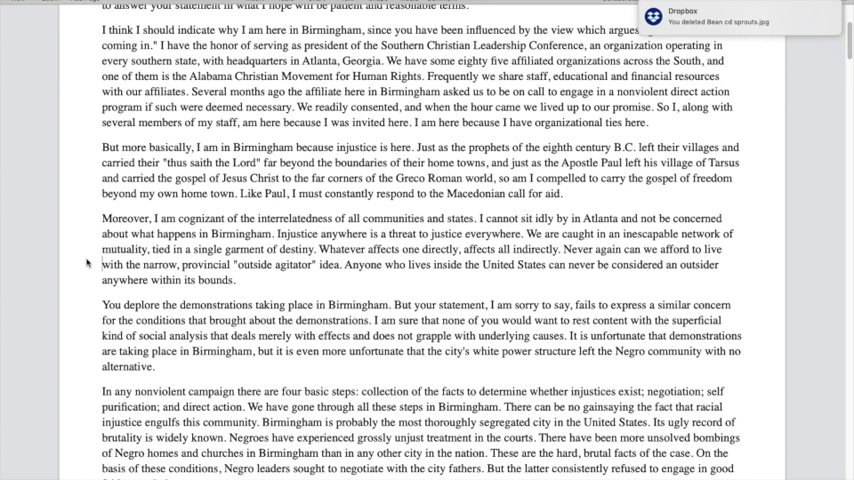 to answer your statement in what I hope will be patient and reasonable terms.
Dropbox
You deleted Bean cd sprouts.jpg
I think I should indicate why I am here in Birmingham, since you have been influenced by the view which argues
coming in." I have the honor of serving as president of the Southern Christian Leadership Conference, an organization operating in
every southern state, with headquarters in Atlanta, Georgia. We have some eighty five affiliated organizations across the South, and
one of them is the Alabama Christian Movement for Human Rights. Frequently we share staff, educational and financial resources
with our affiliates. Several months ago the affiliate here in Birmingham asked us to be on call to engage in a nonviolent direct action
program if such were deemed necessary. We readily consented, and when the hour came we lived up to our promise. So I, along with
several members of my staff, am here because I was invited here. I am here because I have organizational ties here.
But more basically, I am in Birmingham because injustice is here. Just as the prophets of the eighth century B.C. left their villages and
carried their "thus saith the Lord" far beyond the boundaries of their home towns, and just as the Apostle Paul left his village of Tarsus
and carried the gospel of Jesus Christ to the far corners of the Greco Roman world, so am I compelled to carry the gospel of freedom
beyond my own home town. Like Paul, I must constantly respond to the Macedonian call for aid.
Moreover, I am cognizant of the interrelatedness of all communities and states. I cannot sit idly by in Atlanta and not be concerned
about what happens in Birmingham. Injustice anywhere is a threat to justice everywhere. We are caught in an inescapable network of
mutuality, tied in a single garment of destiny. Whatever affects one directly, affects all indirectly. Never again can we afford to live
with the narrow, provincial "outside agitator" idea. Anyone who lives inside the United States can never be considered an outsider
anywhere within its bounds.
You deplore the demonstrations taking place in Birmingham. But your statement, I am sorry to say, fails to express a similar concern
for the conditions that brought about the demonstrations. I am sure that none of you would want to rest content with the superficial
kind of social analysis that deals merely with effects and does not grapple with underlying causes. It is unfortunate that demonstrations
are taking place in Birmingham, but it is even more unfortunate that the city's white power structure left the Negro community with no
alternative.
In any nonviolent campaign there are four basic steps: collection of the facts to determine whether injustices exist; negotiation; self
purification; and direct action. We have gone through all these steps in Birmingham. There can be no gainsaying the fact that racial
injustice engulfs this community. Birmingham is probably the most thoroughly segregated city in the United States. Its ugly record of
brutality is widely known. Negroes have experienced grossly unjust treatment in the courts. There have been more unsolved bombings
of Negro homes and churches in Birmingham than in any other city in the nation. These are the hard, brutal facts of the case. On the
basis of these conditions, Negro leaders sought to negotiate with the city fathers. But the latter consistently refused to engage in good